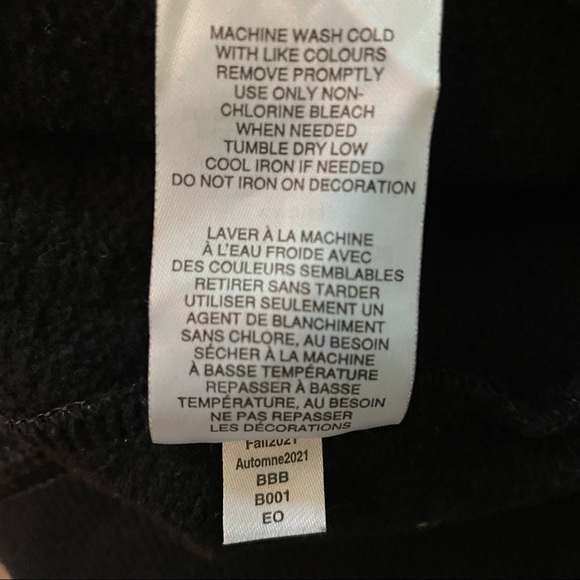 MACHINE WASH COLD
WITH LIKE COLOURS
REMOVE PROMPTLY
USE ONLY NON-
CHLORINE BLEACH
WHEN NEEDED
TUMBLE DRY LOW
COOL IRON IF NEEDED
DO NOT IRON ON DECORATION
LAVER À LA MACHINE
À L'EAU FROIDE AVEC
DES COULEURS SEMBLABLES
RETIRER SANS TARDER
UTILISER SEULEMENT UN
AGENT DE BLANCHIMENT
SANS CHLORE, AU BESOIN
SÉCHER À LA MACHINE
À BASSE TEMPÉRATURE
REPASSER À BASSE
TEMPÉRATURE, AU BESOIN
NE PAS REPASSER
LES DÉCORATIONS
Fall2021
Automne2021
BBB
B001
EO